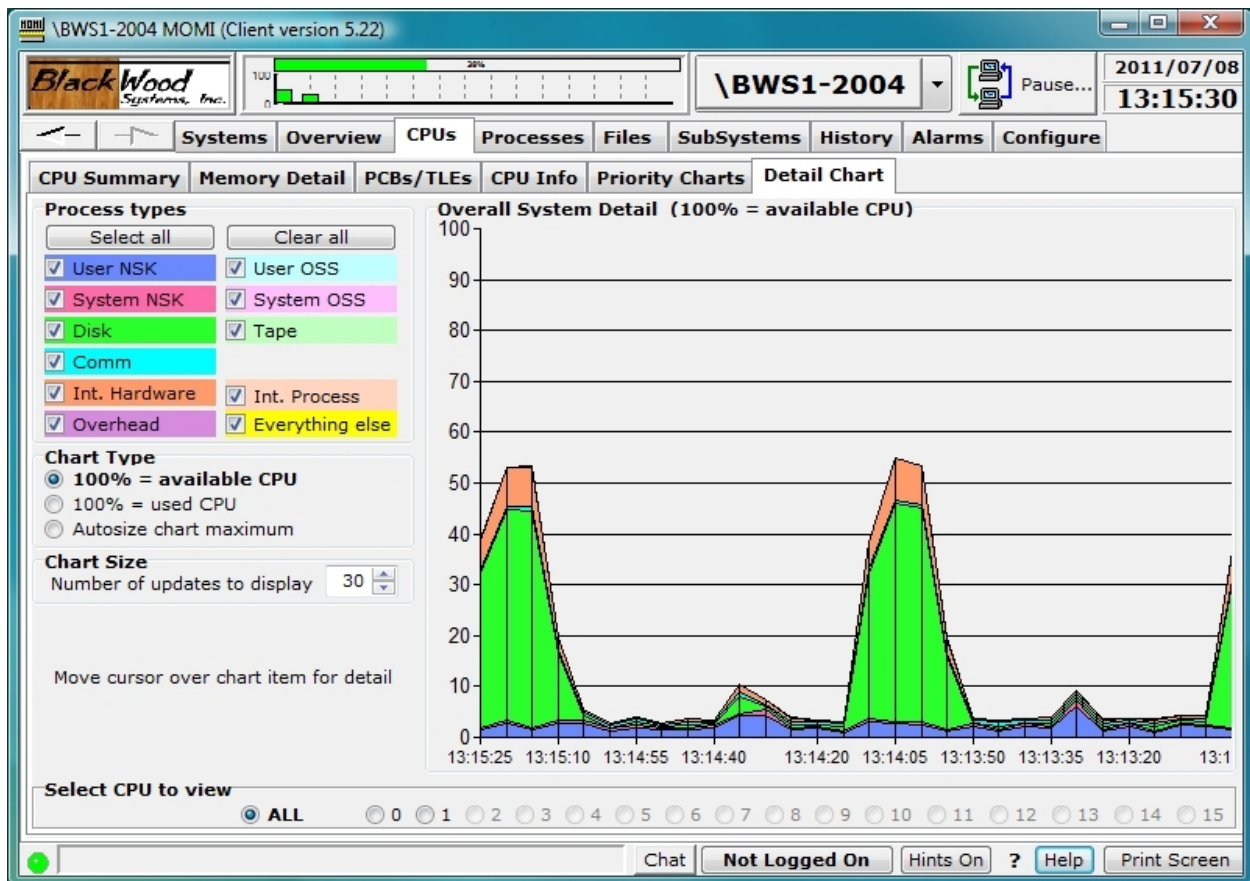 \BWS1-2004 MOMI (Client version 5.22)
BlackWood
Systems, Inc.
100
0
38%
\BWS1-2004
Pause...
2011/07/08
13:15:30
Systems Overview CPUs Processes Files SubSystems History Alarms Configure
CPU Summary Memory Detail PCBs/TLEs CPU Info Priority Charts Detail Chart
Process types
Select all Clear all
User NSK User OSS
System NSK System OSS
Disk Tape
Comm
Int. Hardware Int. Process
Overhead Everything else
Chart Type
100% = available CPU
100% = used CPU
Autosize chart maximum
Chart Size
Number of updates to display 30
Move cursor over chart item for detail
Overall System Detail (100% = available CPU)
100
90
80
70
60
50
40
30
20
10
0
13:15:25 13:15:10 13:14:55 13:14:40 13:14:20 13:14:05 13:13:50 13:13:35 13:13:20 13:1
Select CPU to view
ALL 0 1 2 3 4 5 6 7 8 9 10 11 12 13 14 15
Chat Not Logged On Hints On ? Help Print Screen